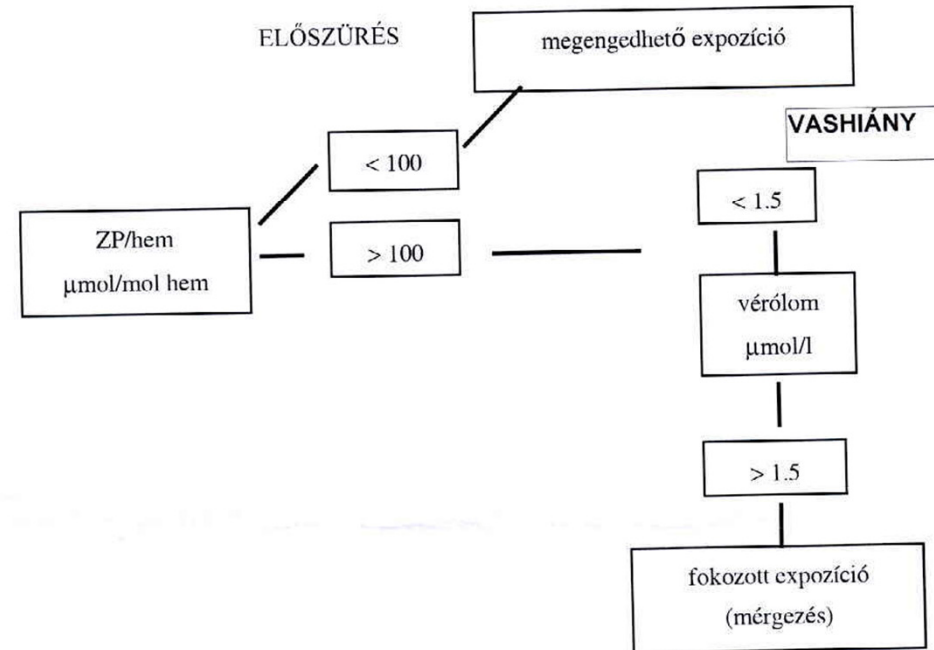 ELŐSZÜRÉS
megengedhető expozíció
VASHIÁNY
< 100
< 1.5
ZP/hem
µmol/mol hem
> 100
vérólom
µmol/l
> 1.5
fokozott expozíció
(mérgezés)